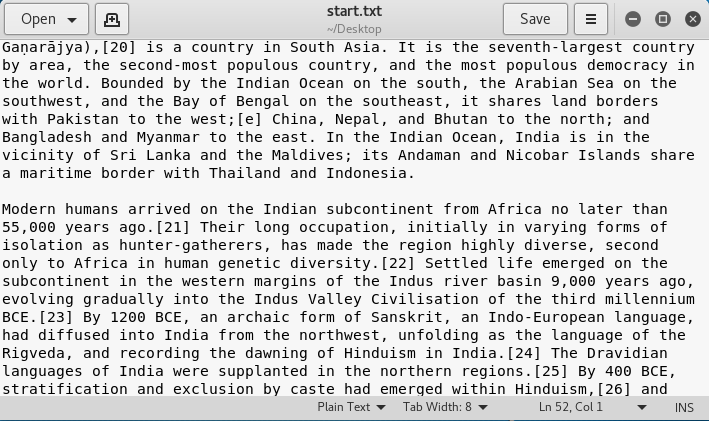 Open
start.txt
~/Desktop
Save
Gaṇarājya),[20] is a country in South Asia. It is the seventh-largest country
by area, the second-most populous country, and the most populous democracy in
the world. Bounded by the Indian Ocean on the south, the Arabian Sea on the
southwest, and the Bay of Bengal on the southeast, it shares land borders
with Pakistan to the west;[e] China, Nepal, and Bhutan to the north; and
Bangladesh and Myanmar to the east. In the Indian Ocean, India is in the
vicinity of Sri Lanka and the Maldives; its Andaman and Nicobar Islands share
a maritime border with Thailand and Indonesia.
Modern humans arrived on the Indian subcontinent from Africa no later than
55,000 years ago.[21] Their long occupation, initially in varying forms of
isolation as hunter-gatherers, has made the region highly diverse, second
only to Africa in human genetic diversity.[22] Settled life emerged on the
subcontinent in the western margins of the Indus river basin 9,000 years ago,
evolving gradually into the Indus Valley Civilisation of the third millennium
BCE.[23] By 1200 BCE, an archaic form of Sanskrit, an Indo-European language,
had diffused into India from the northwest, unfolding as the language of the
Rigveda, and recording the dawning of Hinduism in India.[24] The Dravidian
languages of India were supplanted in the northern regions.[25] By 400 BCE,
stratification and exclusion by caste had emerged within Hinduism,[26] and
Plain Text Tab Width: 8 Ln 52, Col 1 INS